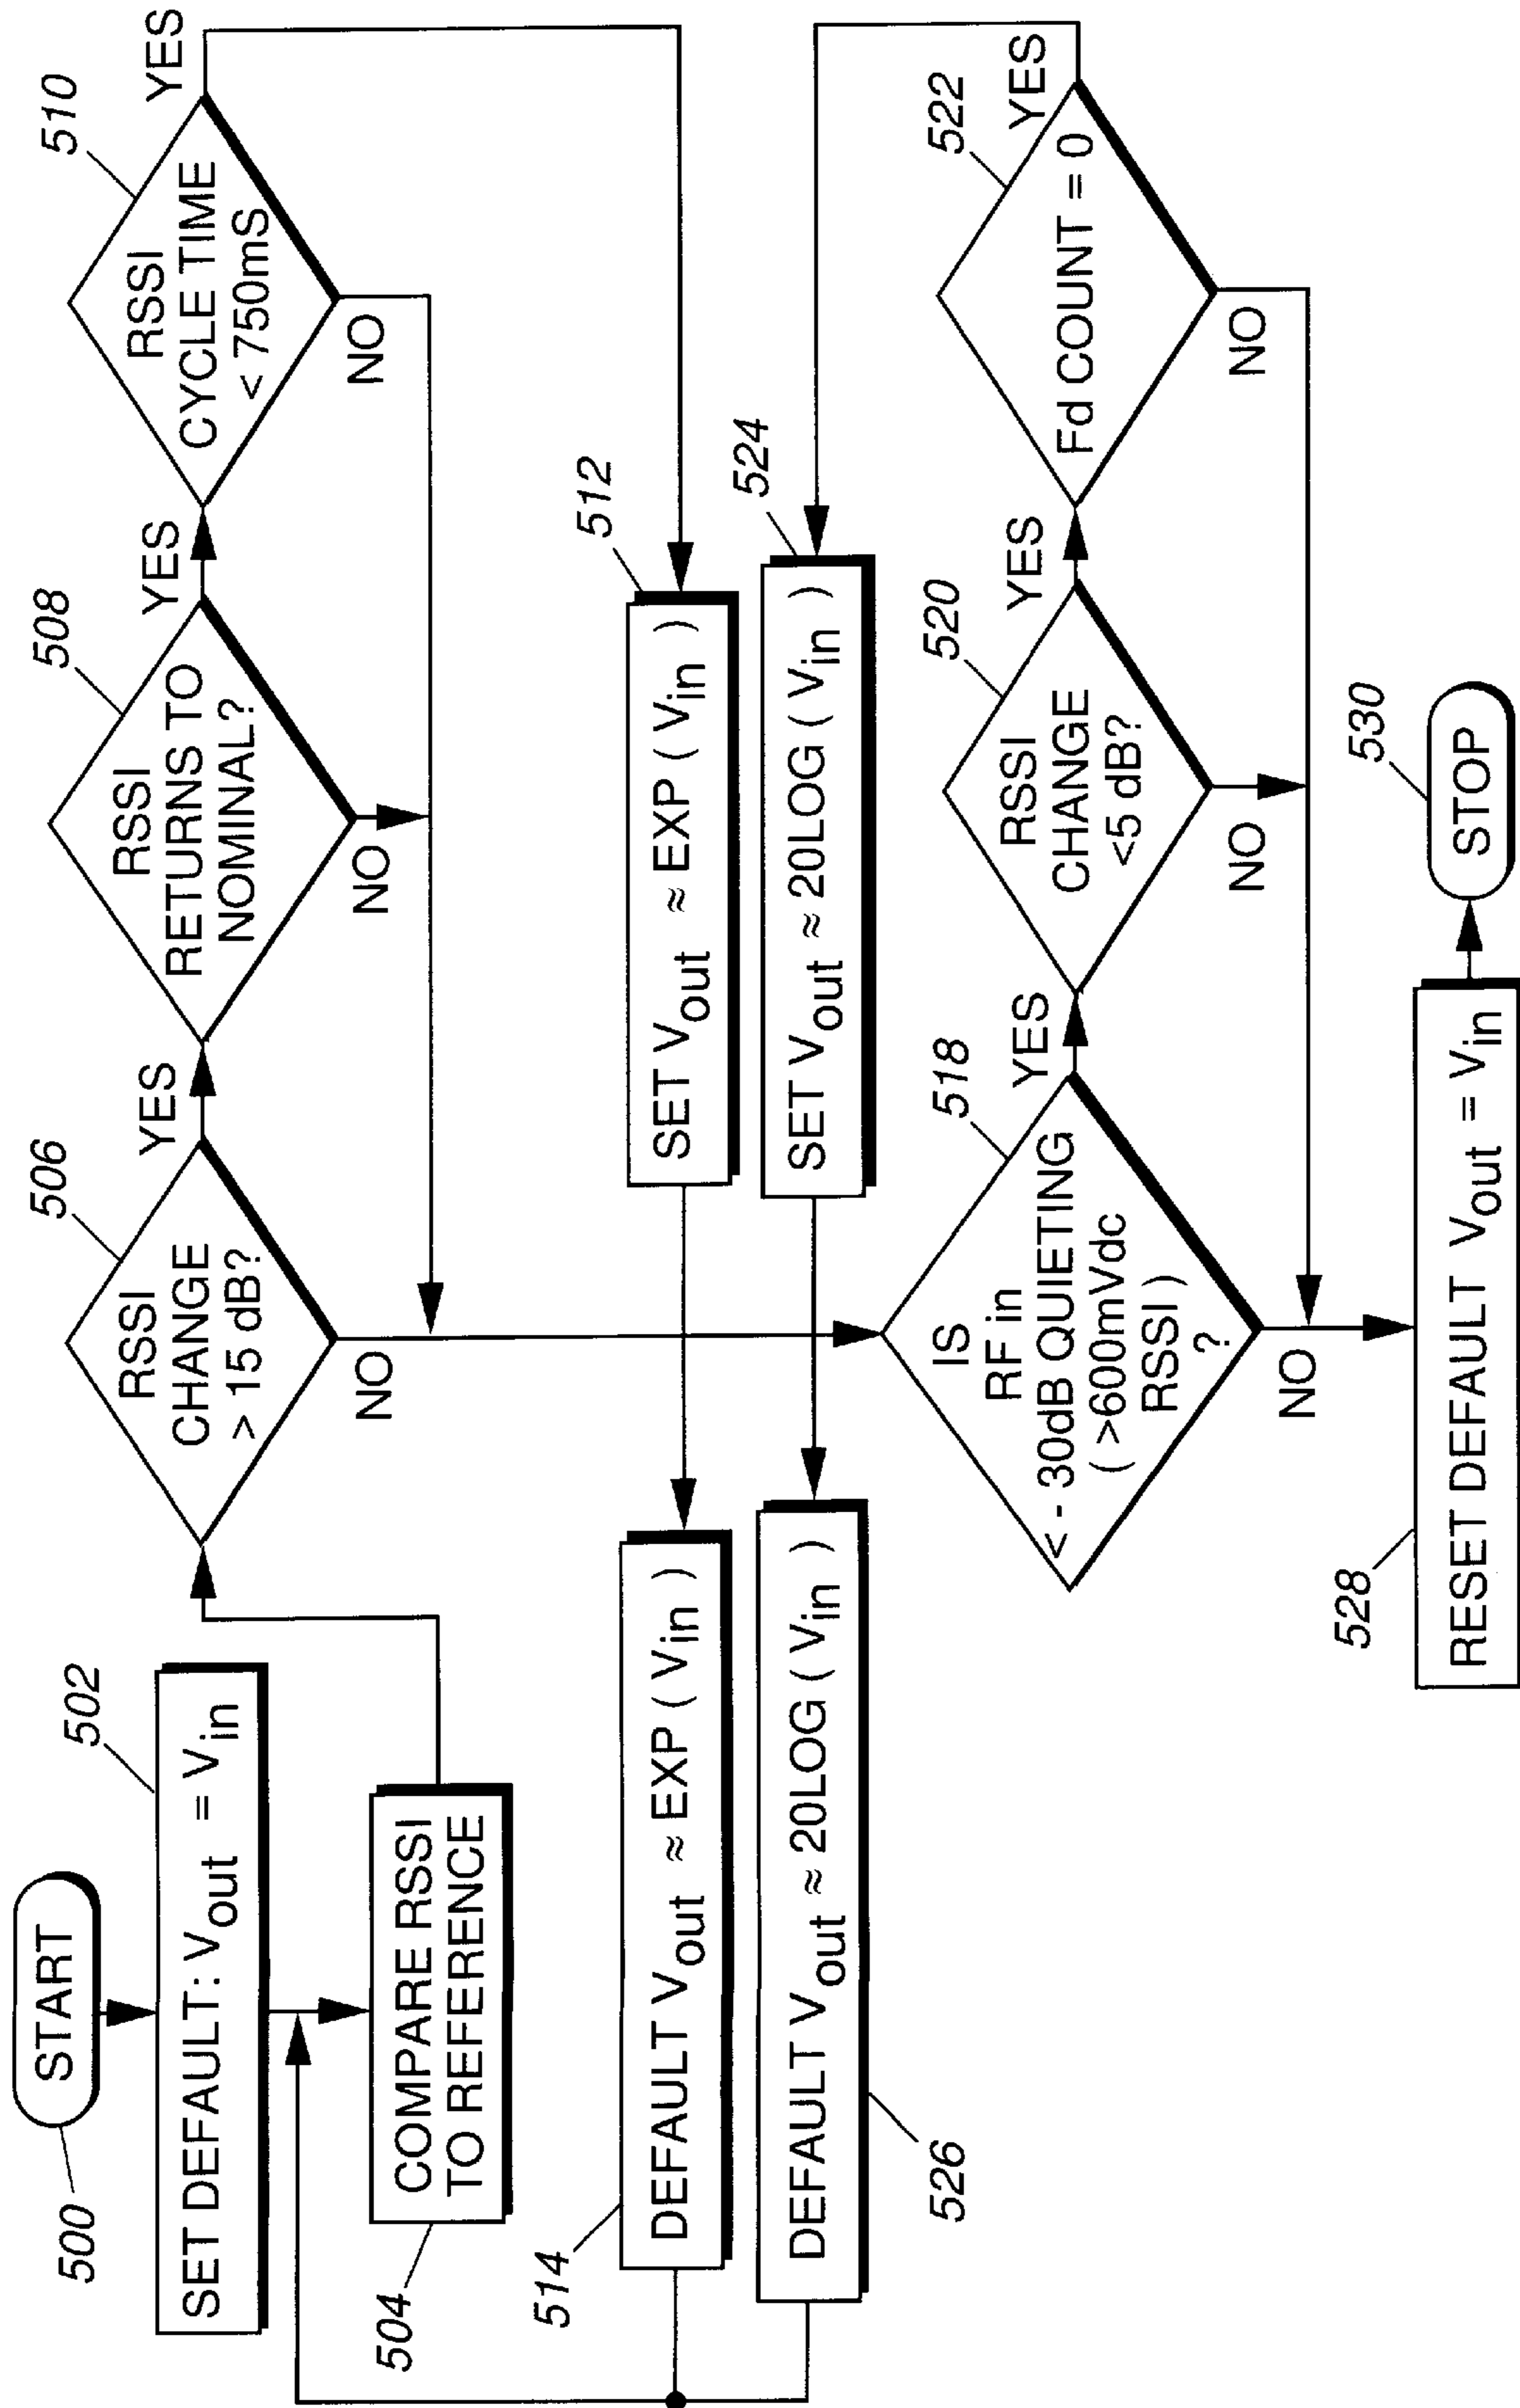 500
START
502
SET DEFAULT: Vout = Vin
504
COMPARE RSSI
TO REFERENCE
506
RSSI
CHANGE
> 15 dB?
YES
NO
508
RSSI
RETURNS TO
NOMINAL?
YES
NO
510
RSSI
CYCLE TIME
< 750mS
YES
NO
512
SET Vout ≈ EXP ( Vin )
514
DEFAULT Vout ≈ EXP ( Vin )
524
SET Vout ≈ 20LOG ( Vin )
526
DEFAULT Vout ≈ 20LOG ( Vin )
518
IS
RF in
< - 30dB QUIETING
( >600mVdc
RSSI )
?
YES
NO
520
RSSI
CHANGE
<5 dB?
YES
NO
522
Fd COUNT = 0
YES
NO
528
RESET DEFAULT Vout = Vin
530
STOP